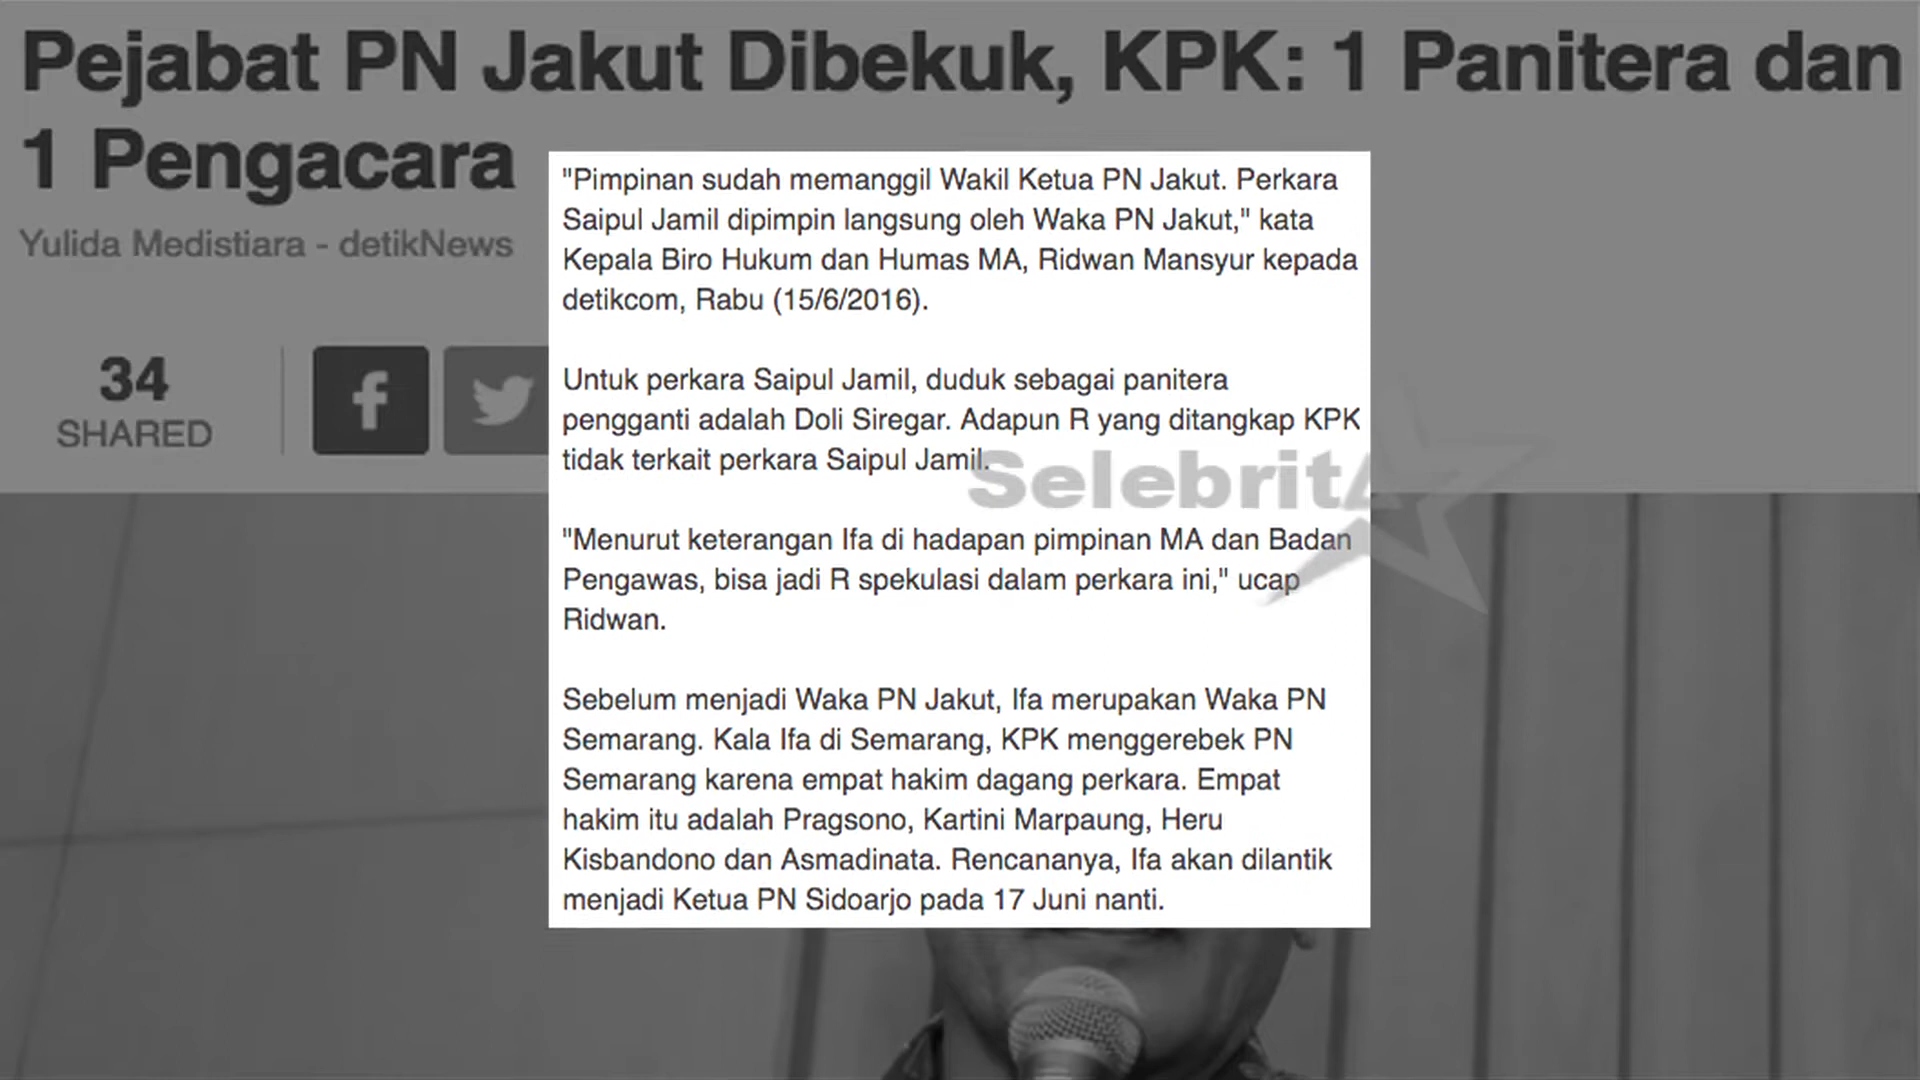 Pejabat PN Jakut Dibekuk, KPK: 1 Panitera dan
1 Pengacara
Yulida Medistiara - detikNews
34
SHARED
"Pimpinan sudah memanggil Wakil Ketua PN Jakut. Perkara
Saipul Jamil dipimpin langsung oleh Waka PN Jakut," kata
Kepala Biro Hukum dan Humas MA, Ridwan Mansyur kepada
detikcom, Rabu (15/6/2016).
Untuk perkara Saipul Jamil, duduk sebagai panitera
pengganti adalah Doli Siregar. Adapun R yang ditangkap KPK
tidak terkait perkara Saipul Jamil.
Selebrita
"Menurut keterangan Ifa di hadapan pimpinan MA dan Badan
Pengawas, bisa jadi R spekulasi dalam perkara ini," ucap
Ridwan.
Sebelum menjadi Waka PN Jakut, Ifa merupakan Waka PN
Semarang. Kala Ifa di Semarang, KPK menggerebek PN
Semarang karena empat hakim dagang perkara. Empat
hakim itu adalah Pragsono, Kartini Marpaung, Heru
Kisbandono dan Asmadinata. Rencananya, Ifa akan dilantik
menjadi Ketua PN Sidoarjo pada 17 Juni nanti.